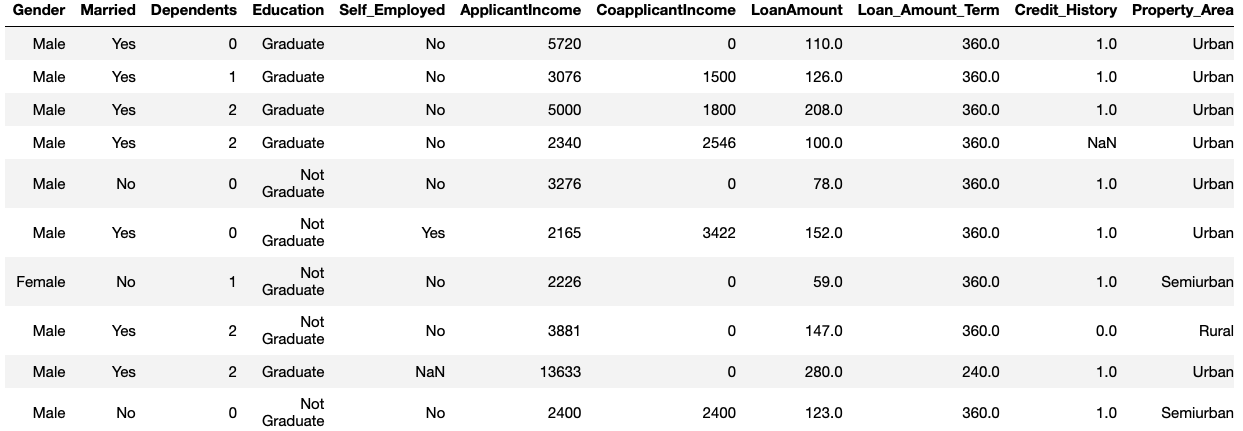 Gender Married Dependents Education Self_Employed ApplicantIncome CoapplicantIncome LoanAmount Loan_Amount_Term Credit_History Property_Area
Male Yes 0 Graduate No 5720 0 110.0 360.0 1.0 Urban
Male Yes 1 Graduate No 3076 1500 126.0 360.0 1.0 Urban
Male Yes 2 Graduate No 5000 1800 208.0 360.0 1.0 Urban
Male Yes 2 Graduate No 2340 2546 100.0 360.0 NaN Urban
Male No 0 Not Graduate No 3276 0 78.0 360.0 1.0 Urban
Male Yes 0 Not Graduate Yes 2165 3422 152.0 360.0 1.0 Urban
Female No 1 Not Graduate No 2226 0 59.0 360.0 1.0 Semiurban
Male Yes 2 Not Graduate No 3881 0 147.0 360.0 0.0 Rural
Male Yes 2 Graduate NaN 13633 0 280.0 240.0 1.0 Urban
Male No 0 Not Graduate No 2400 2400 123.0 360.0 1.0 Semiurban